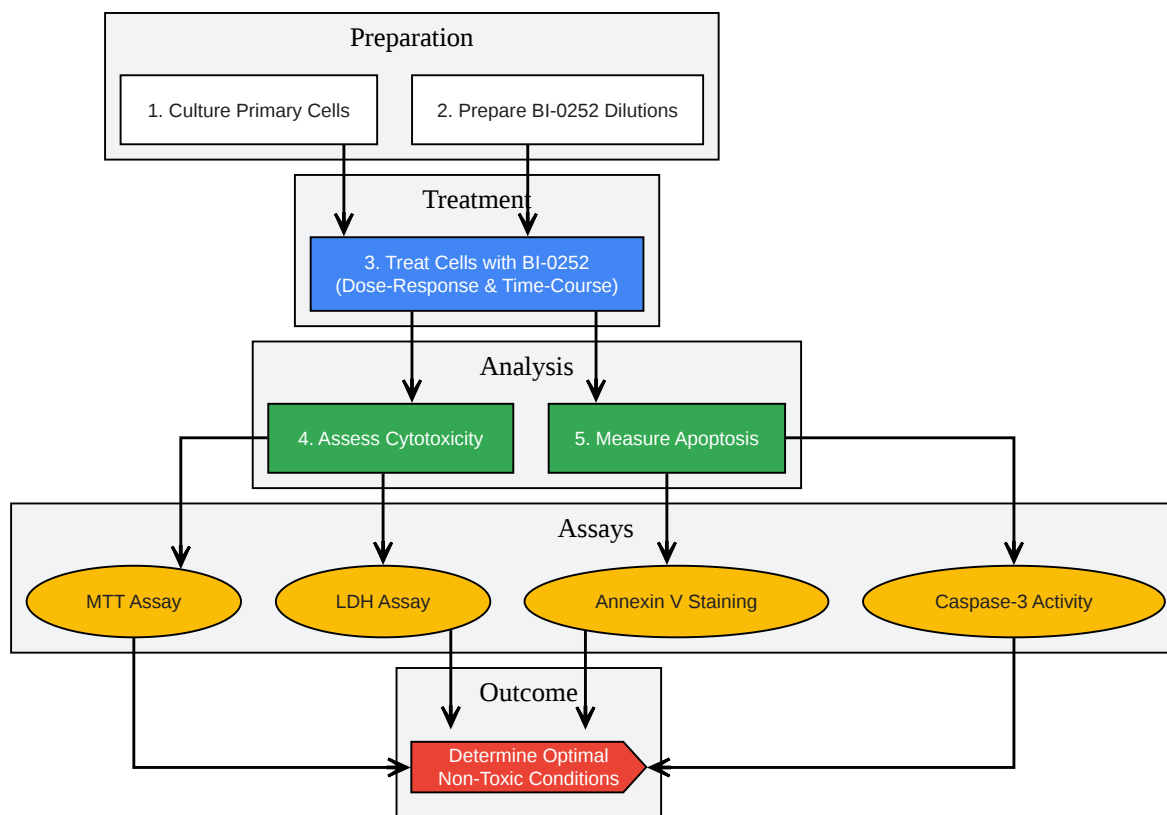 Preparation
1. Culture Primary Cells
2. Prepare BI-0252 Dilutions
Treatment
3. Treat Cells with BI-0252
(Dose-Response & Time-Course)
Analysis
4. Assess Cytotoxicity
5. Measure Apoptosis
Assays
MTT Assay
LDH Assay
Annexin V Staining
Caspase-3 Activity
Outcome
Determine Optimal
Non-Toxic Conditions